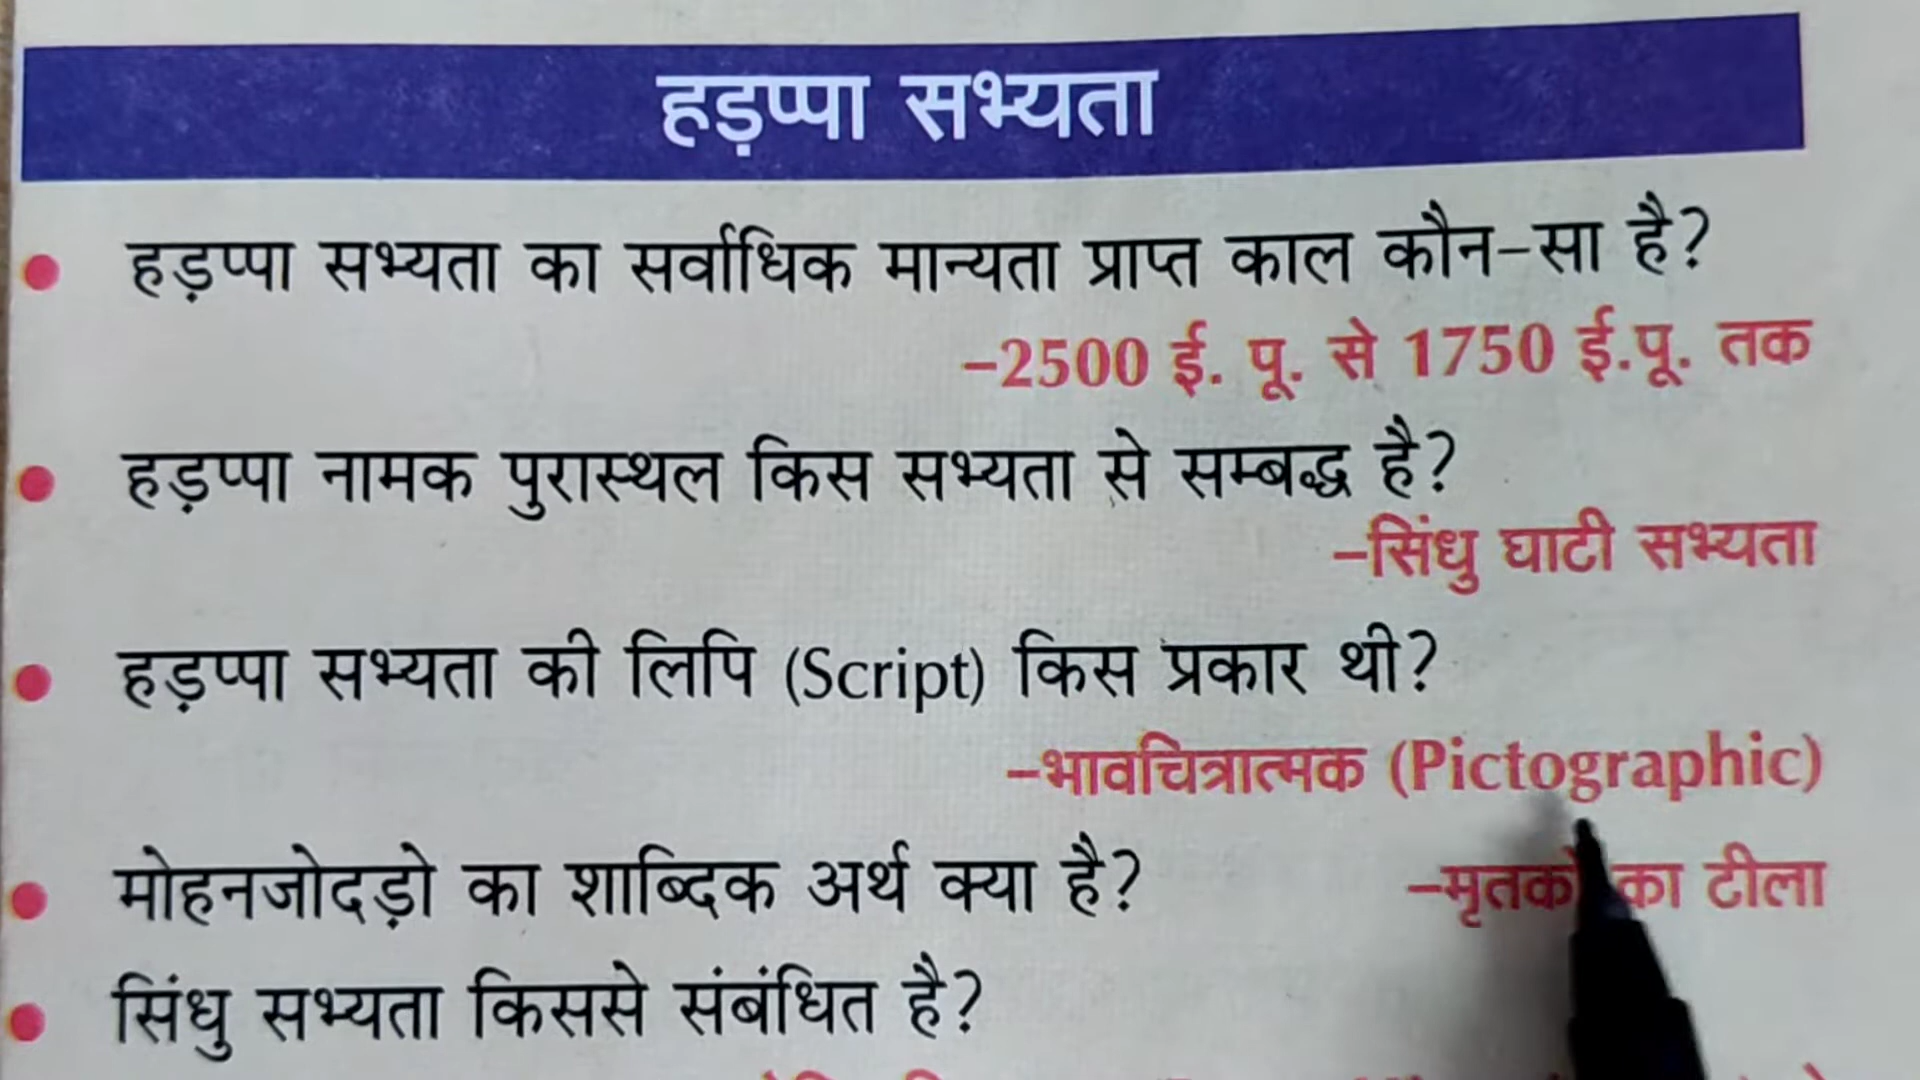 हड़प्पा सभ्यता
• हड़प्पा सभ्यता का सर्वाधिक मान्यता प्राप्त काल कौन-सा है?
-2500 ई. पू. से 1750 ई.पू. तक
• हड़प्पा नामक पुरास्थल किस सभ्यता से सम्बद्ध है?
-सिंधु घाटी सभ्यता
• हड़प्पा सभ्यता की लिपि (Script) किस प्रकार थी?
-भावचित्रात्मक (Pictographic)
• मोहनजोदड़ो का शाब्दिक अर्थ क्या है? -मृतकों का टीला
• सिंधु सभ्यता किससे संबंधित है?